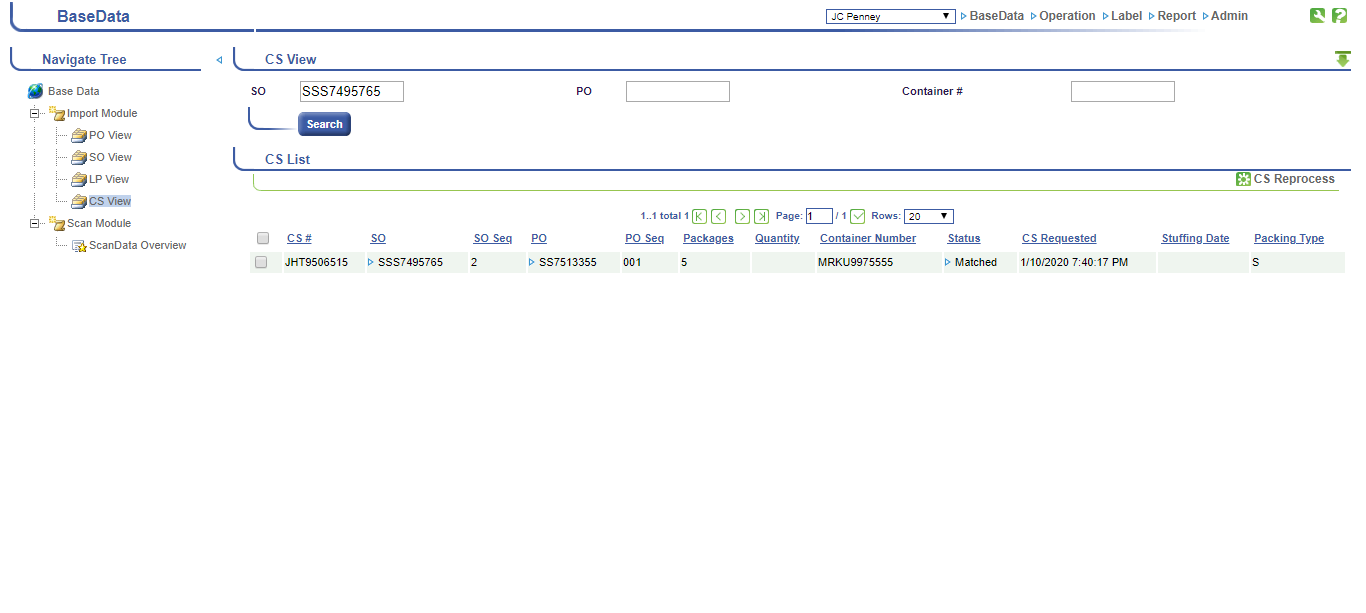 BaseData
JC Penney BaseData Operation Label Report Admin
Navigate Tree
CS View
SO SSS7495765 PO Container #
Base Data
Import Module
PO View
SO View
LP View
CS View
Scan Module
ScanData Overview
Search
CS List
CS Reprocess
1..1 total 1 Page: 1 / 1 Rows: 20
CS # SO SO Seq PO PO Seq Packages Quantity Container Number Status CS Requested Stuffing Date Packing Type
JHT9506515 SSS7495765 2 SS7513355 001 5 MRKU9975555 Matched 1/10/2020 7:40:17 PM S